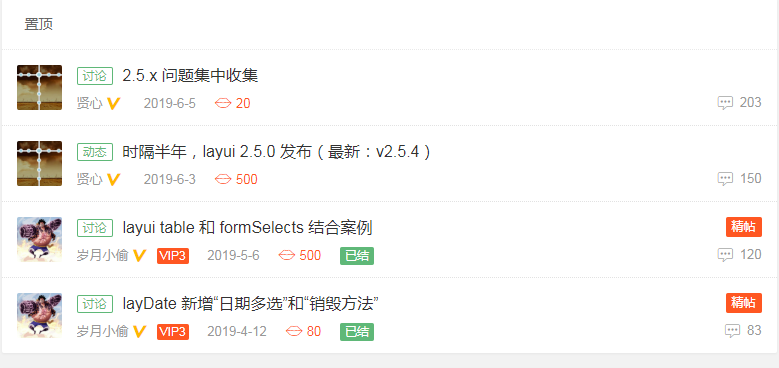 置顶
讨论 2.5.x 问题集中收集
贤心 2019-6-5 20 203
动态 时隔半年，layui 2.5.0 发布（最新：v2.5.4）
贤心 2019-6-3 500 150
讨论 layui table 和 formSelects 结合案例 精帖
岁月小偷 VIP3 2019-5-6 500 已结 120
讨论 layDate 新增“日期多选”和“销毁方法” 精帖
岁月小偷 VIP3 2019-4-12 80 已结 83